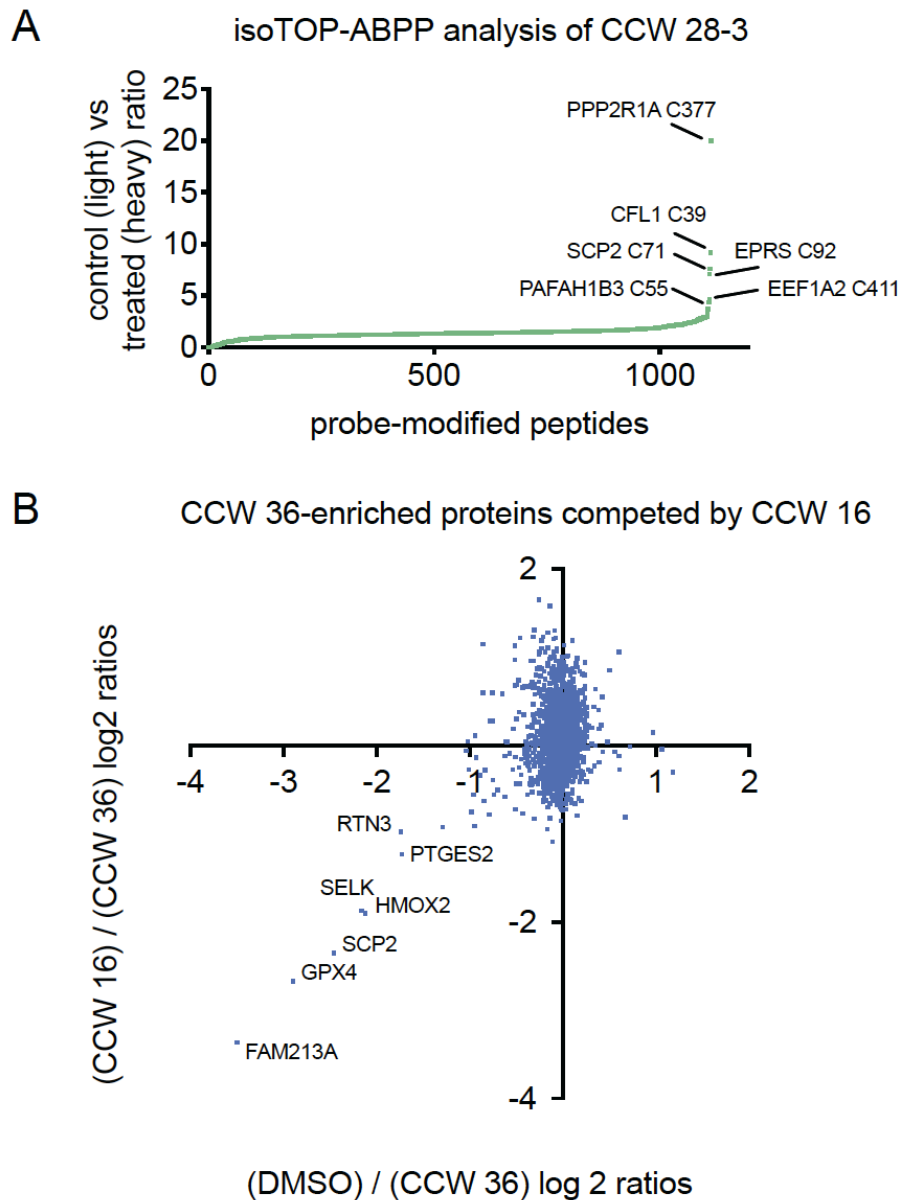 A
isoTOP-ABPP analysis of CCW 28-3
control (light) vs
treated (heavy) ratio
25
20
15
10
5
0
PPP2R1A C377
CFL1 C39
SCP2 C71
EPRS C92
PAFAH1B3 C55
EEF1A2 C411
0
500
1000
probe-modified peptides
B
CCW 36-enriched proteins competed by CCW 16
(CCW 16) / (CCW 36) log2 ratios
2
-4
-3
-2
-1
1
2
RTN3
PTGES2
SELK
HMOX2
-2
SCP2
GPX4
FAM213A
-4
(DMSO) / (CCW 36) log 2 ratios